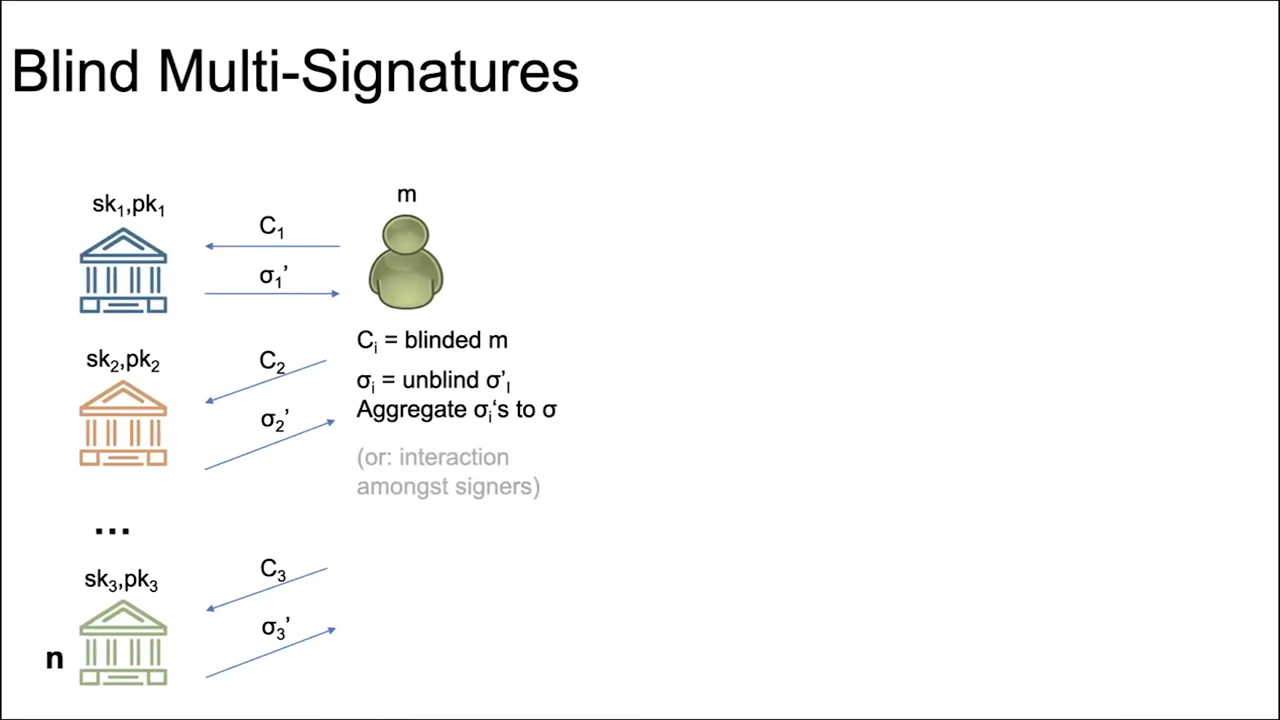 Blind Multi-Signatures
m
sk₁,pk₁
C₁
σ₁’
Cᵢ = blinded m
sk₂,pk₂
C₂
σᵢ = unblind σ’ₗ
Aggregate σᵢ‘s to σ
σ₂’
(or: interaction
amongst signers)
...
C₃
sk₃,pk₃
σ₃’
n